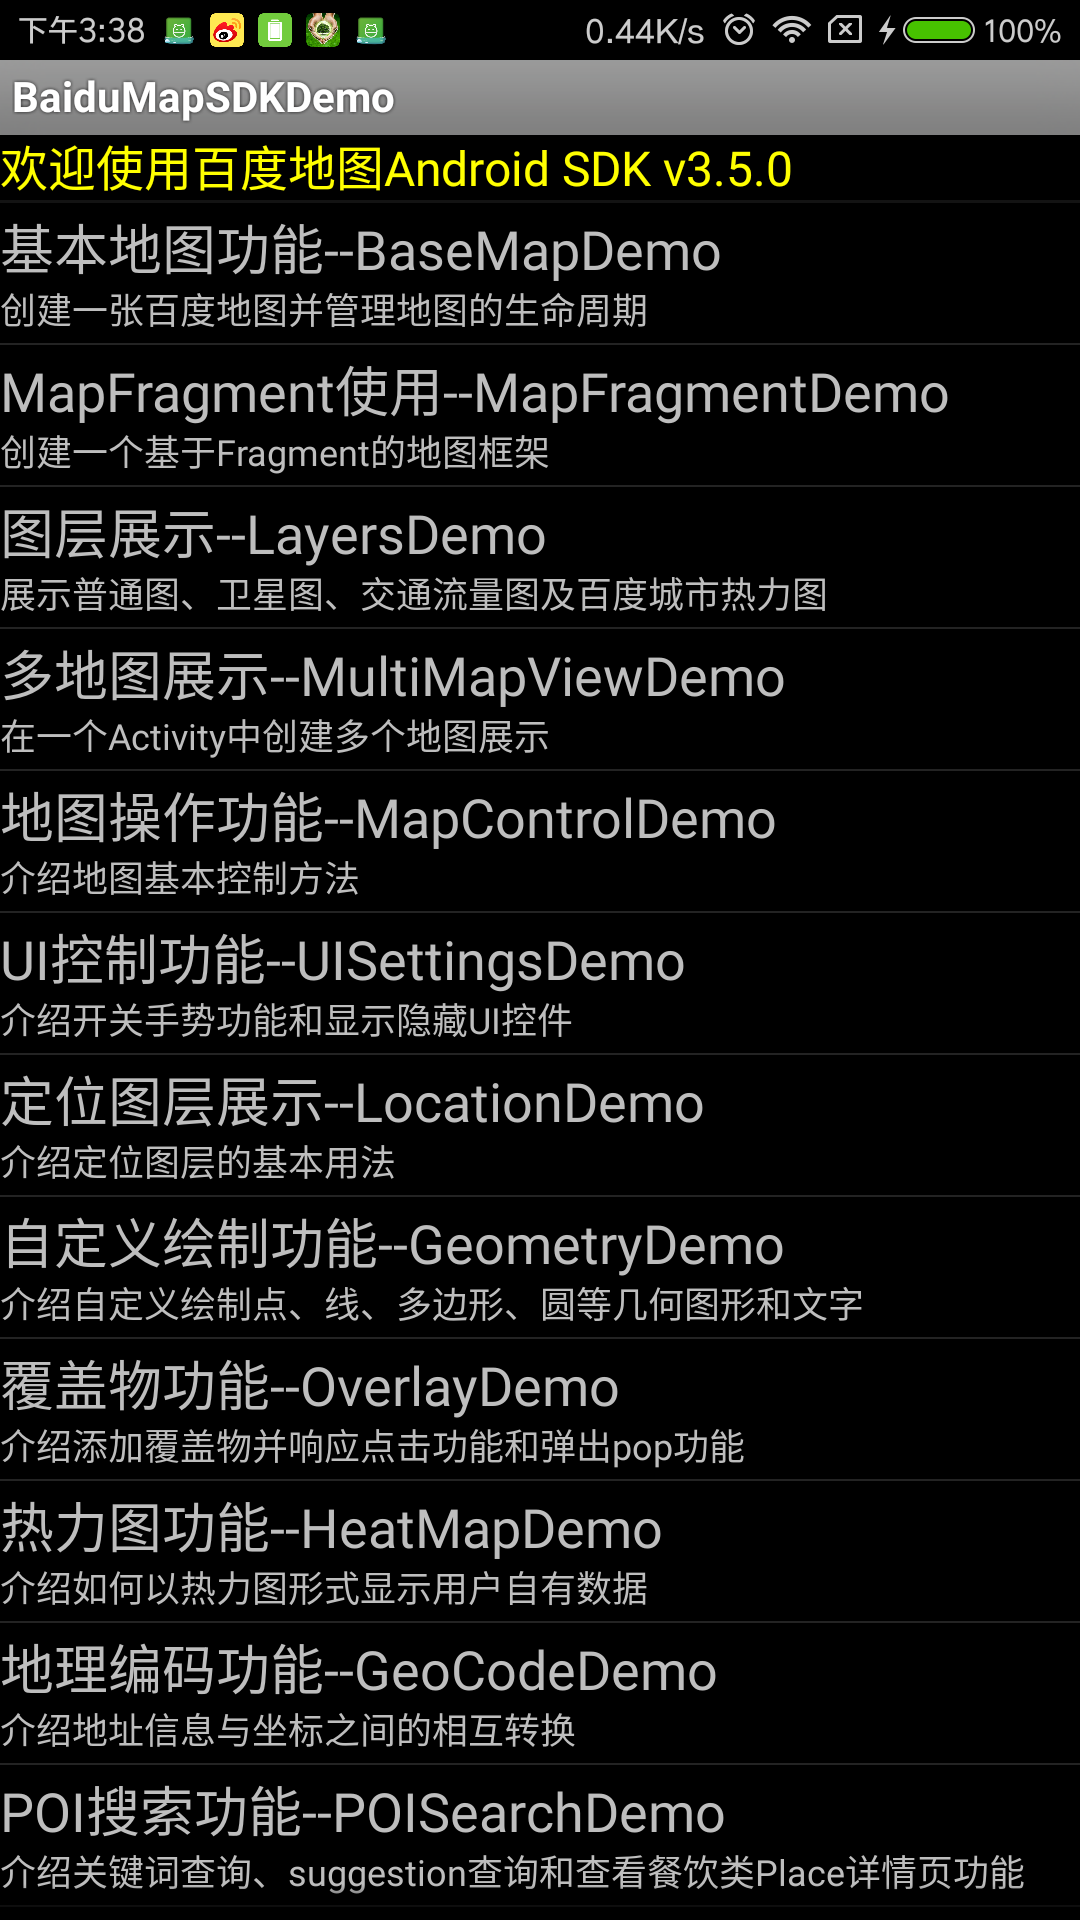 下午3:38 0.44K/s 100%
BaiduMapSDKDemo
欢迎使用百度地图Android SDK v3.5.0
基本地图功能--BaseMapDemo
创建一张百度地图并管理地图的生命周期
MapFragment使用--MapFragmentDemo
创建一个基于Fragment的地图框架
图层展示--LayersDemo
展示普通图、卫星图、交通流量图及百度城市热力图
多地图展示--MultiMapViewDemo
在一个Activity中创建多个地图展示
地图操作功能--MapControlDemo
介绍地图基本控制方法
UI控制功能--UISettingsDemo
介绍开关手势功能和显示隐藏UI控件
定位图层展示--LocationDemo
介绍定位图层的基本用法
自定义绘制功能--GeometryDemo
介绍自定义绘制点、线、多边形、圆等几何图形和文字
覆盖物功能--OverlayDemo
介绍添加覆盖物并响应点击功能和弹出pop功能
热力图功能--HeatMapDemo
介绍如何以热力图形式显示用户自有数据
地理编码功能--GeoCodeDemo
介绍地址信息与坐标之间的相互转换
POI搜索功能--POISearchDemo
介绍关键词查询、suggestion查询和查看餐饮类Place详情页功能